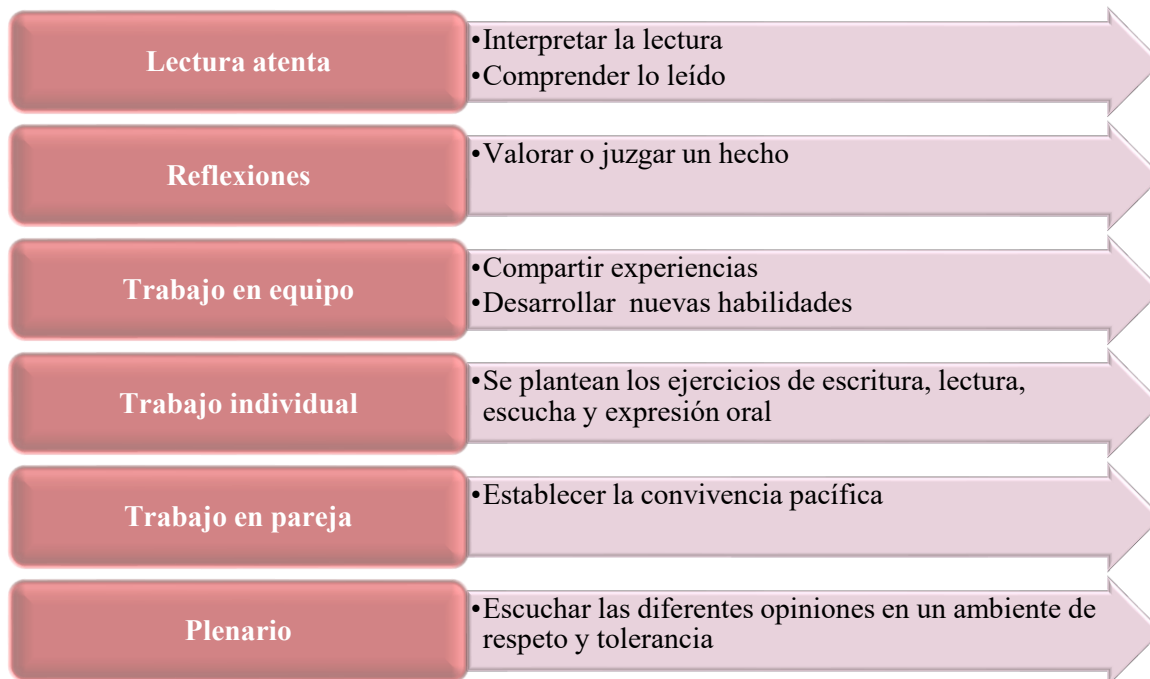 Lectura atenta
•Interpretar la lectura
•Comprender lo leído
Reflexiones
•Valorar o juzgar un hecho
Trabajo en equipo
•Compartir experiencias
•Desarrollar  nuevas habilidades
Trabajo individual
•Se plantean los ejercicios de escritura, lectura,
escucha y expresión oral
Trabajo en pareja
•Establecer la convivencia pacífica
Plenario
•Escuchar las diferentes opiniones en un ambiente de
respeto y tolerancia